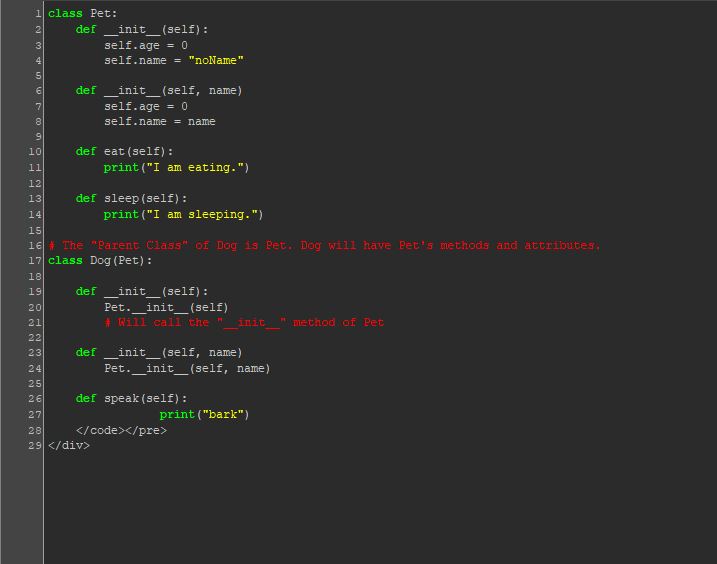 1 class Pet:
2     def __init__(self):
3         self.age = 0
4         self.name = "noName"
5
6     def __init__(self, name)
7         self.age = 0
8         self.name = name
9
10     def eat(self):
11         print("I am eating.")
12
13     def sleep(self):
14         print("I am sleeping.")
15
16 # The "Parent Class" of Dog is Pet. Dog will have Pet's methods and attributes.
17 class Dog(Pet):
18
19     def __init__(self):
20         Pet.__init__(self)
21         # Will call the "__init__" method of Pet
22
23     def __init__(self, name)
24         Pet.__init__(self, name)
25
26     def speak(self):
27                 print("bark")
28     </code></pre>
29 </div>